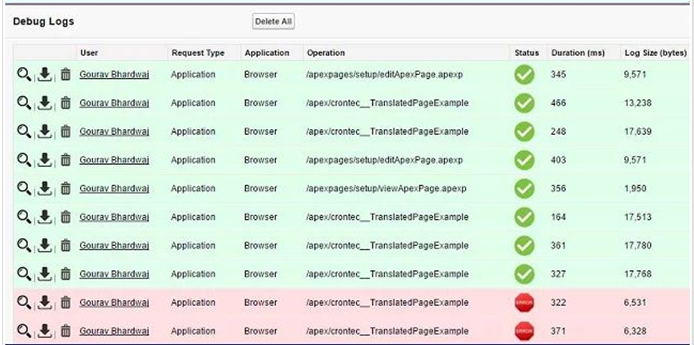 Debug Logs Delete All
User Request Type Application Operation Status Duration (ms) Log Size (bytes)
Gourav Bhardwaj Application Browser /apexpages/setup/editApexPage.apexp 345 9,571
Gourav Bhardwaj Application Browser /apex/crontec__TranslatedPageExample 466 13,238
Gourav Bhardwaj Application Browser /apex/crontec__TranslatedPageExample 248 17,639
Gourav Bhardwaj Application Browser /apexpages/setup/editApexPage.apexp 403 9,571
Gourav Bhardwaj Application Browser /apexpages/setup/viewApexPage.apexp 356 1,950
Gourav Bhardwaj Application Browser /apex/crontec__TranslatedPageExample 164 17,513
Gourav Bhardwaj Application Browser /apex/crontec__TranslatedPageExample 361 17,780
Gourav Bhardwaj Application Browser /apex/crontec__TranslatedPageExample 327 17,768
Gourav Bhardwaj Application Browser /apex/crontec__TranslatedPageExample ERROR 322 6,531
Gourav Bhardwaj Application Browser /apex/crontec__TranslatedPageExample ERROR 371 6,328